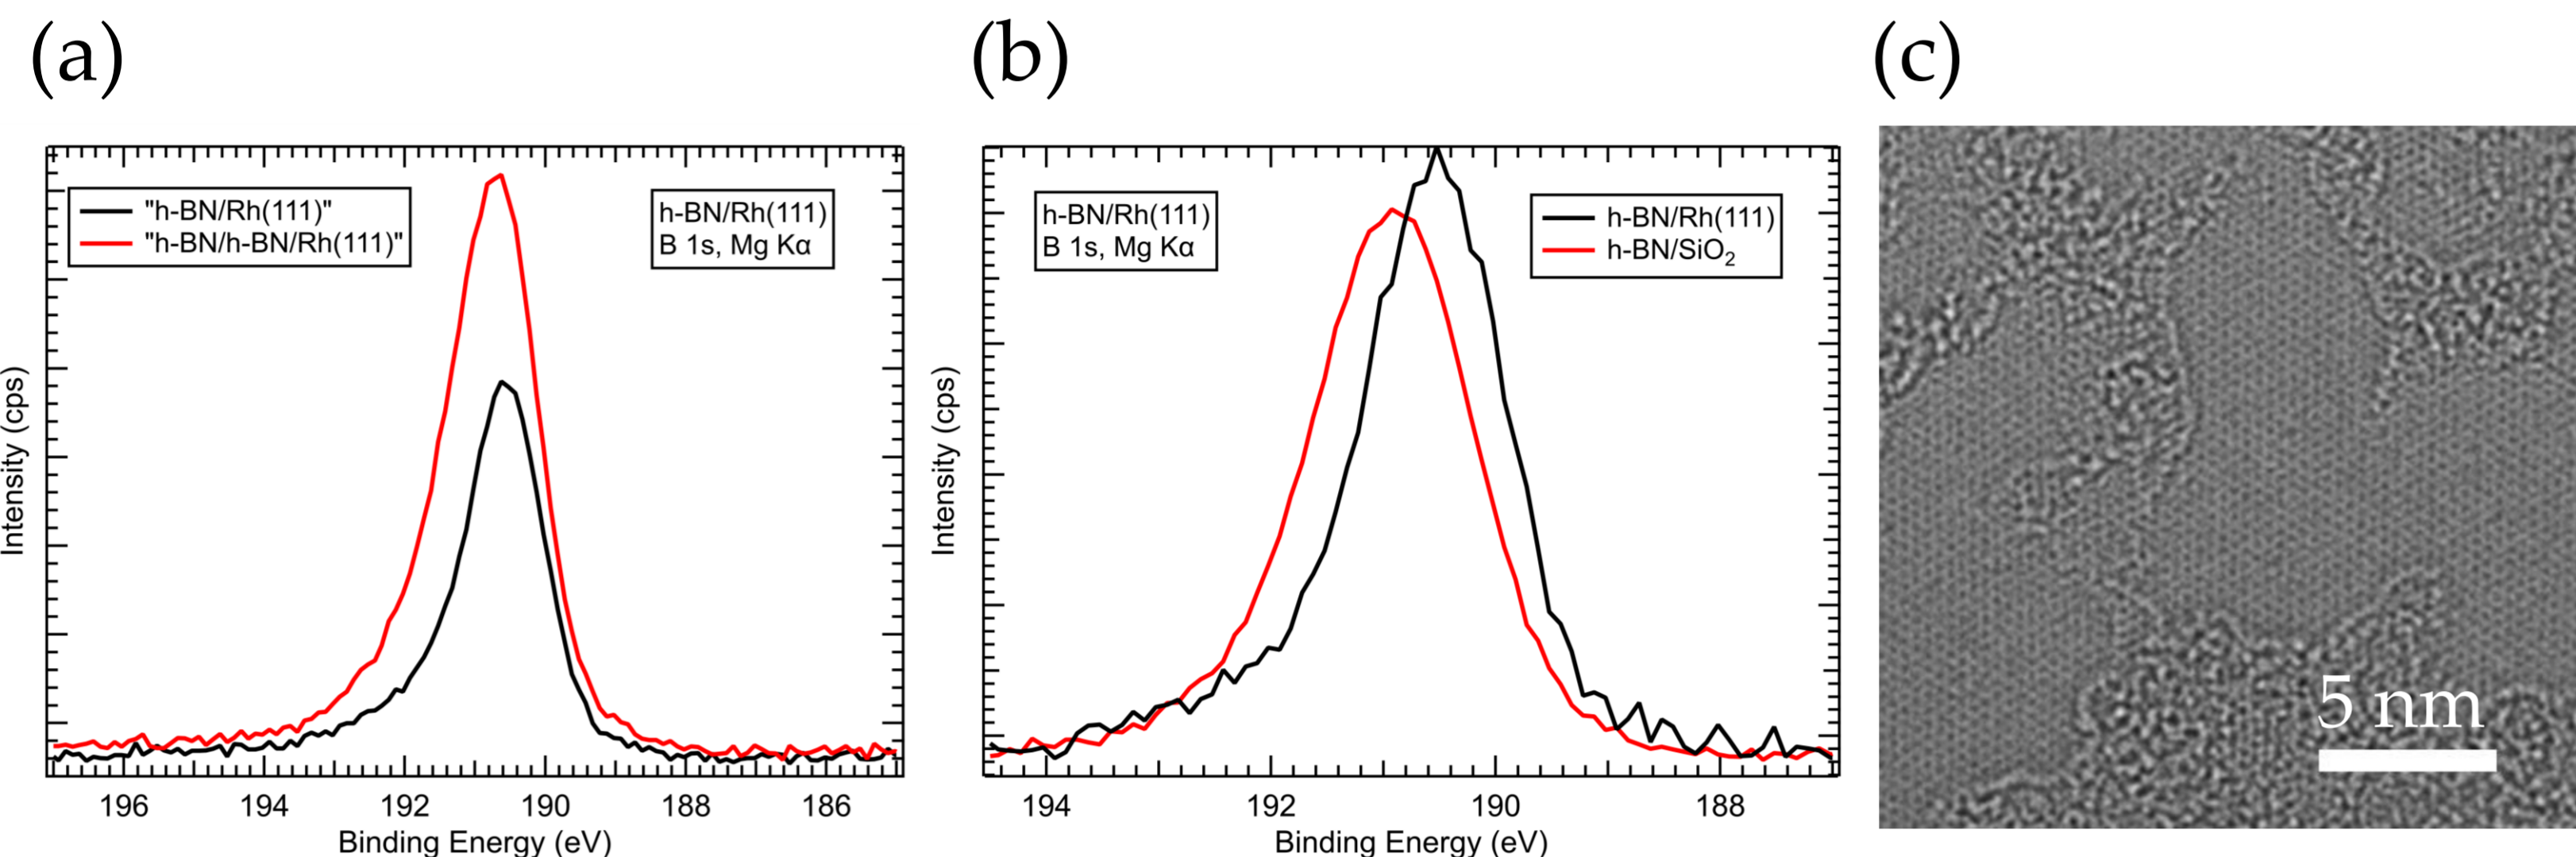 (a)
"h-BN/Rh(111)"
"h-BN/h-BN/Rh(111)"
h-BN/Rh(111)
B 1s, Mg Kα
Intensity (cps)
196 194 192 190 188 186
Binding Energy (eV)
(b)
h-BN/Rh(111)
B 1s, Mg Kα
h-BN/Rh(111)
h-BN/SiO₂
Intensity (cps)
194 192 190 188
Binding Energy (eV)
(c)
5 nm